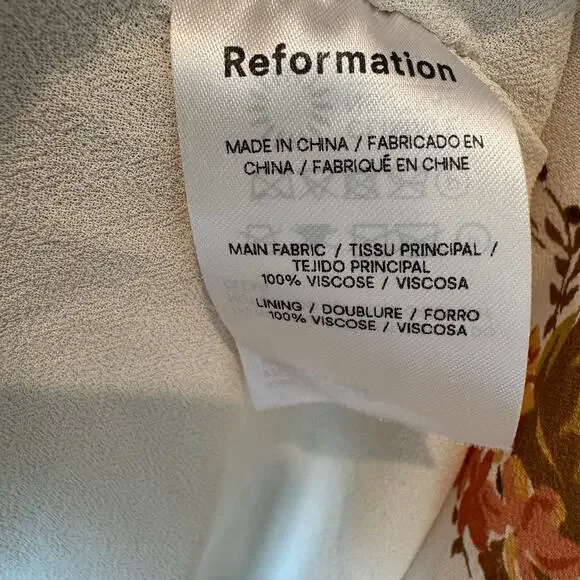 Reformation
MADE IN CHINA / FABRICADO EN
CHINA / FABRIQUÉ EN CHINE
MAIN FABRIC / TISSU PRINCIPAL /
TEJIDO PRINCIPAL
100% VISCOSE / VISCOSA
LINING / DOUBLURE / FORRO
100% VISCOSE / VISCOSA